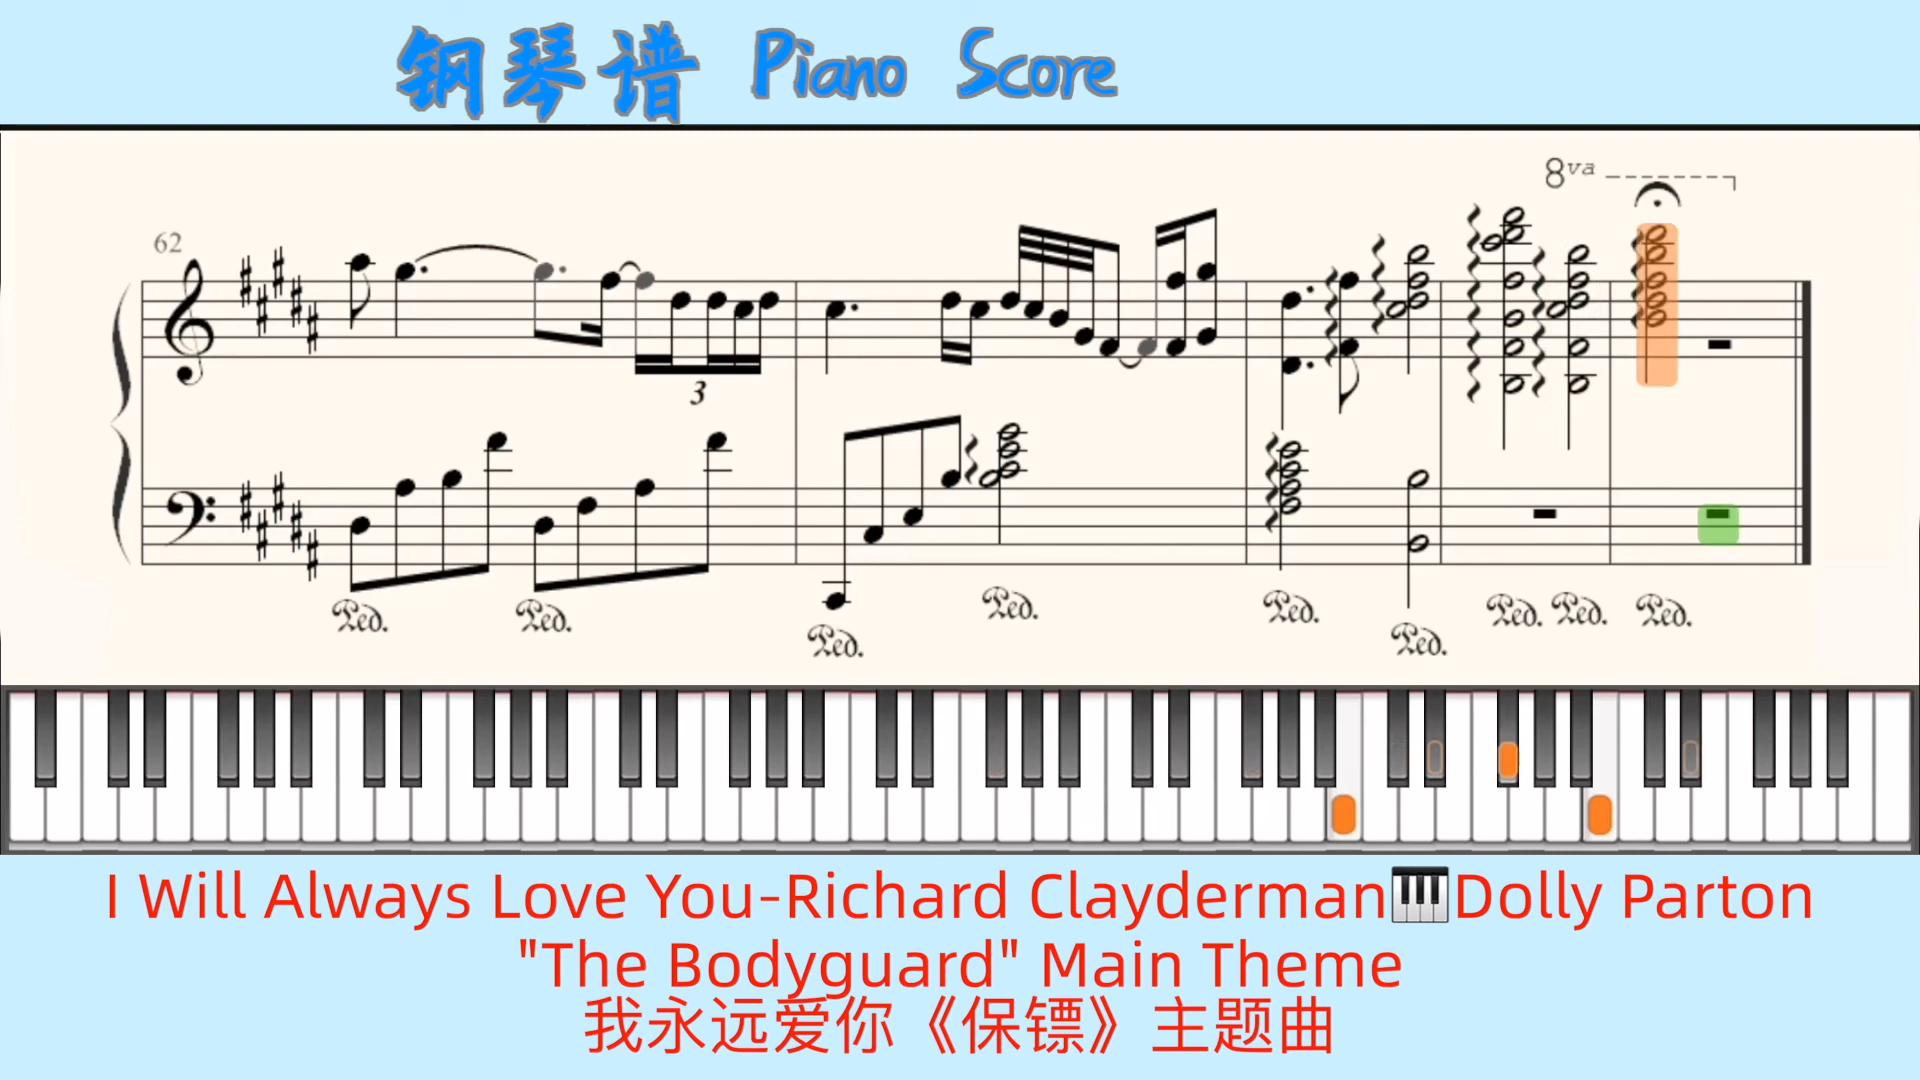 钢琴谱 Piano Score
8va
62
3
Ped. Ped. Ped. Ped. Ped. Ped. Ped. Ped. Ped.
I Will Always Love You-Richard Clayderman🎹Dolly Parton
"The Bodyguard" Main Theme
我永远爱你《保镖》主题曲